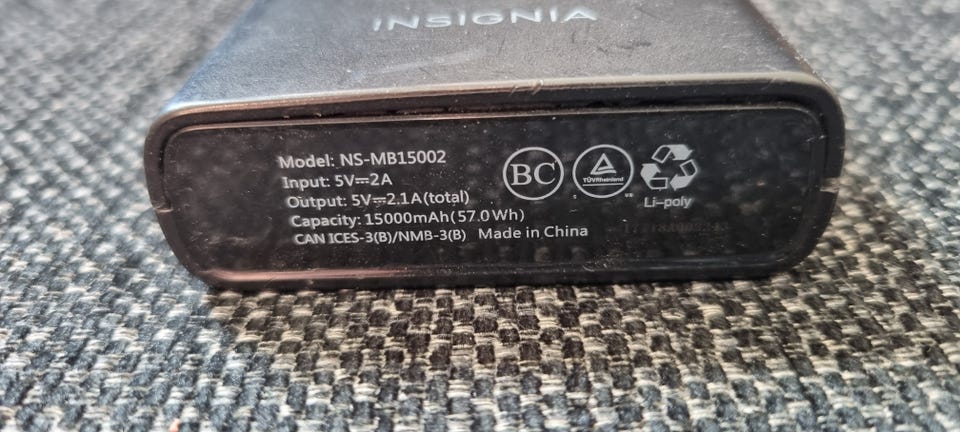 INSIGNIA
Model: NS-MB15002
Input: 5V⎓2A
Output: 5V⎓2.1A(total)
Capacity: 15000mAh(57.0Wh)
CAN ICES-3(B)/NMB-3(B) Made in China
BC
TÜVRheinland
Li-poly